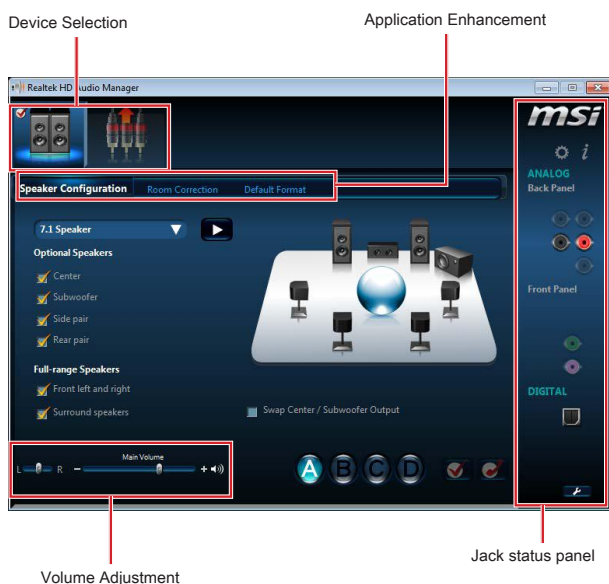 Device Selection
Application Enhancement
Realtek HD Audio Manager
msi
i
ANALOG
Back Panel
Speaker Configuration
Room Correction
Default Format
7.1 Speaker
Optional Speakers
Center
Subwoofer
Side pair
Rear pair
Full-range Speakers
Front left and right
Surround speakers
Swap Center / Subwoofer Output
Front Panel
DIGITAL
Main Volume
L R - +
A B C D
Jack status panel
Volume Adjustment